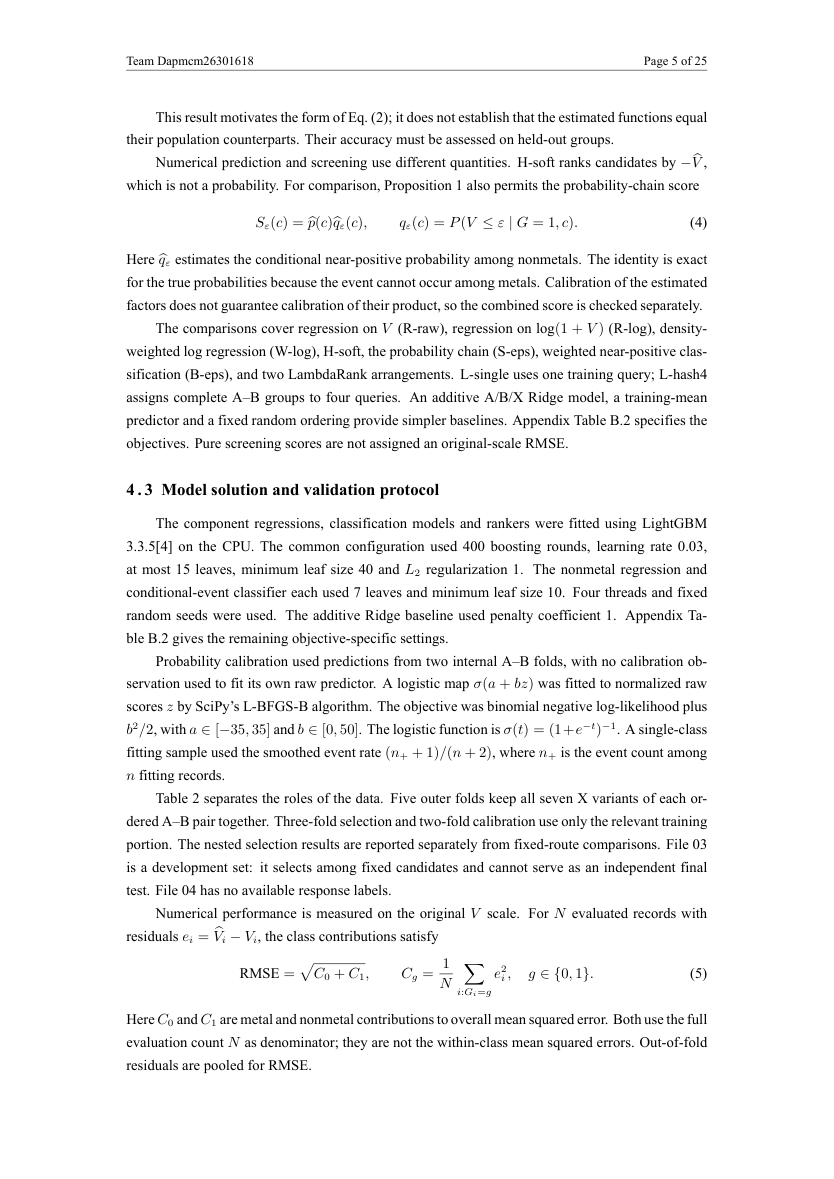 Team Dapmcm26301618 Page 5 of 25
This result motivates the form of Eq. (2); it does not establish that the estimated functions equal
their population counterparts. Their accuracy must be assessed on held-out groups.
Numerical prediction and screening use different quantities. H-soft ranks candidates by −V̂,
which is not a probability. For comparison, Proposition 1 also permits the probability-chain score
Sε(c) = p̂(c)q̂ε(c), qε(c) = P(V ≤ ε | G = 1, c). (4)
Here q̂ε estimates the conditional near-positive probability among nonmetals. The identity is exact
for the true probabilities because the event cannot occur among metals. Calibration of the estimated
factors does not guarantee calibration of their product, so the combined score is checked separately.
The comparisons cover regression on V (R-raw), regression on log(1 + V) (R-log), density-
weighted log regression (W-log), H-soft, the probability chain (S-eps), weighted near-positive clas-
sification (B-eps), and two LambdaRank arrangements. L-single uses one training query; L-hash4
assigns complete A–B groups to four queries. An additive A/B/X Ridge model, a training-mean
predictor and a fixed random ordering provide simpler baselines. Appendix Table B.2 specifies the
objectives. Pure screening scores are not assigned an original-scale RMSE.
4.3 Model solution and validation protocol
The component regressions, classification models and rankers were fitted using LightGBM
3.3.5[4] on the CPU. The common configuration used 400 boosting rounds, learning rate 0.03,
at most 15 leaves, minimum leaf size 40 and L₂ regularization 1. The nonmetal regression and
conditional-event classifier each used 7 leaves and minimum leaf size 10. Four threads and fixed
random seeds were used. The additive Ridge baseline used penalty coefficient 1. Appendix Ta-
ble B.2 gives the remaining objective-specific settings.
Probability calibration used predictions from two internal A–B folds, with no calibration ob-
servation used to fit its own raw predictor. A logistic map σ(a + bz) was fitted to normalized raw
scores z by SciPy’s L-BFGS-B algorithm. The objective was binomial negative log-likelihood plus
b²/2, with a ∈ [−35, 35] and b ∈ [0, 50]. The logistic function is σ(t) = (1+e⁻ᵗ)⁻¹. A single-class
fitting sample used the smoothed event rate (n₊ + 1)/(n + 2), where n₊ is the event count among
n fitting records.
Table 2 separates the roles of the data. Five outer folds keep all seven X variants of each or-
dered A–B pair together. Three-fold selection and two-fold calibration use only the relevant training
portion. The nested selection results are reported separately from fixed-route comparisons. File 03
is a development set: it selects among fixed candidates and cannot serve as an independent final
test. File 04 has no available response labels.
Numerical performance is measured on the original V scale. For N evaluated records with
residuals eᵢ = V̂ᵢ − Vᵢ, the class contributions satisfy
RMSE = √(C₀ + C₁), C_g = 1/N ∑_{i:Gᵢ=g} eᵢ², g ∈ {0, 1}. (5)
Here C₀ and C₁ are metal and nonmetal contributions to overall mean squared error. Both use the full
evaluation count N as denominator; they are not the within-class mean squared errors. Out-of-fold
residuals are pooled for RMSE.